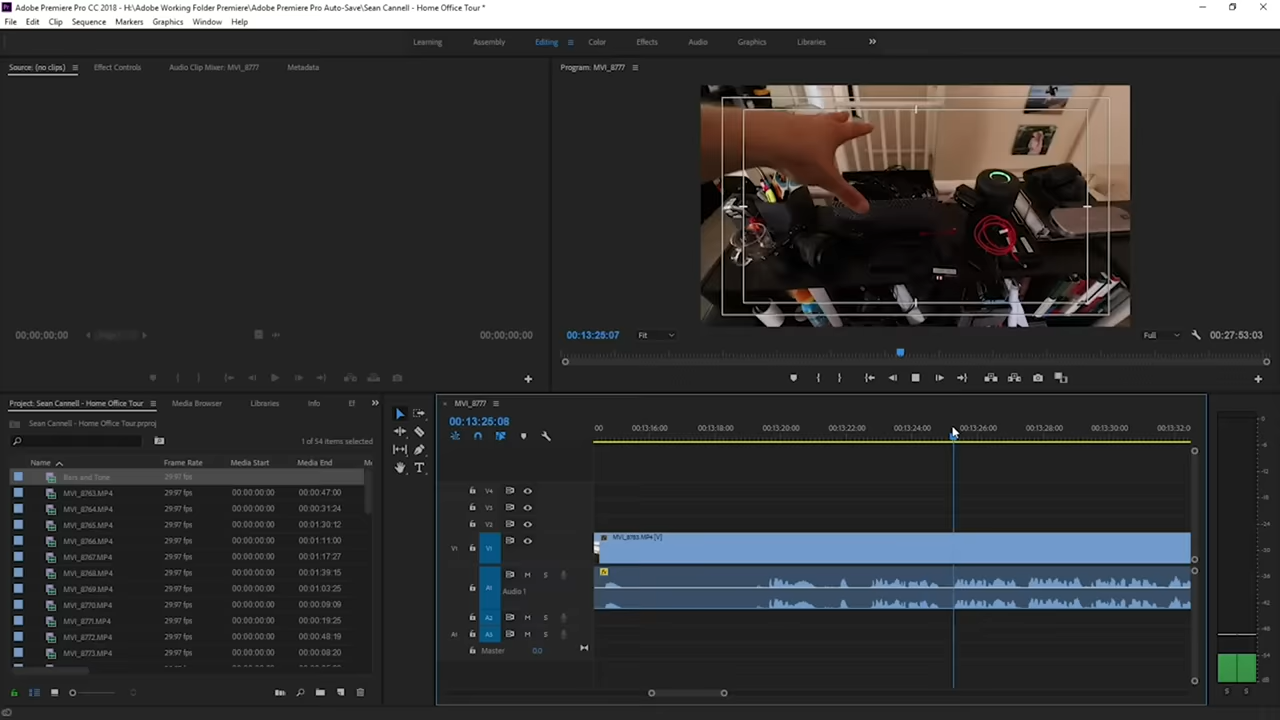 Adobe Premiere Pro CC 2018 - H:\Adobe Working Folder\Adobe Premiere Pro Auto-Save\Sean Cannell - Home Office Tour *
File Edit Clip Sequence Markers Graphics Window Help
Learning Assembly Editing Color Effects Audio Graphics Libraries
Source: (no clips) Effect Controls Audio Clip Mixer: MVI_8777 Metadata
Program: MVI_8777
00;00;00;00 00;00;00;00
00:13:25:07 Fit Full 00:27:53:03
Project: Sean Cannell - Home Office Tour Media Browser Libraries Info
Sean Cannell - Home Office Tour.prproj
1 of 54 items selected
Name Frame Rate Media Start Media End
Bars and Tone 29.97 fps
MVI_8763.MP4 29.97 fps 00:00:00:00 00:00:47:00
MVI_8764.MP4 29.97 fps 00:00:00:00 00:00:31:24
MVI_8765.MP4 29.97 fps 00:00:00:00 00:01:30:12
MVI_8766.MP4 29.97 fps 00:00:00:00 00:01:11:00
MVI_8767.MP4 29.97 fps 00:00:00:00 00:01:17:27
MVI_8768.MP4 29.97 fps 00:00:00:00 00:01:39:15
MVI_8769.MP4 29.97 fps 00:00:00:00 00:01:03:25
MVI_8770.MP4 29.97 fps 00:00:00:00 00:00:09:09
MVI_8771.MP4 29.97 fps 00:00:00:00 00:00:19:25
MVI_8772.MP4 29.97 fps 00:00:00:00 00:00:48:19
MVI_8773.MP4 29.97 fps 00:00:00:00 00:00:08:20
MVI_8777
00:13:25:08
00 00:13:16:00 00:13:18:00 00:13:20:00 00:13:22:00 00:13:24:00 00:13:26:00 00:13:28:00 00:13:30:00 00:13:32:0
V4
V3
V2
V1 V1 MVI_8783.MP4 [V]
A1 M S
Audio 1
A2 M S
A1 A3 M S
Master 0.0
S S